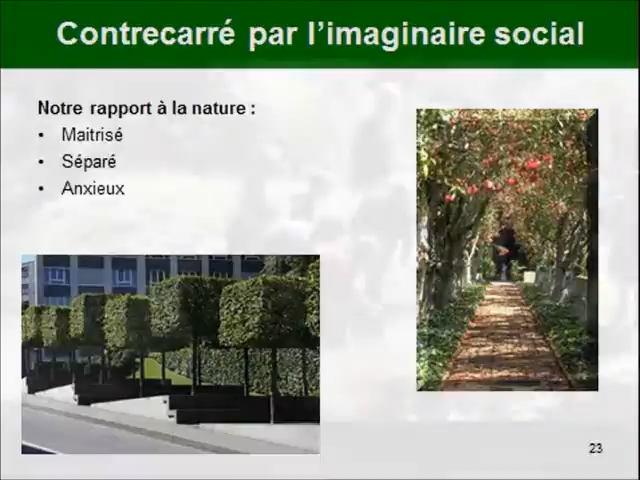 Contrecarré par l’imaginaire social
Notre rapport à la nature :
• Maitrisé
• Séparé
• Anxieux
23